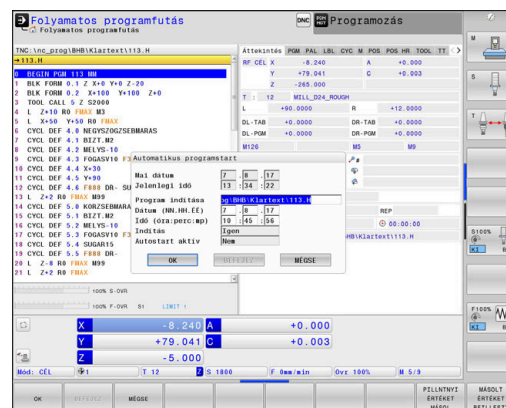 Folyamatos programfutás
Folyamatos programfutás
DNC
Programozás
TNC:\nc_prog\BHB\Klartext\113.H
→113.H
0 BEGIN PGM 113 MM
1 BLK FORM 0.1 Z X+0 Y+0 Z-20
2 BLK FORM 0.2 X+100 Y+100 Z+0
3 TOOL CALL 5 Z S2000
4 L Z+10 R0 FMAX M3
5 L X+50 Y+50 R0 FMAX
6 CYCL DEF 4.0 NEGYSZOGZSEBMARAS
7 CYCL DEF 4.1 BIZT.M2
8 CYCL DEF 4.2 MELYS-10
9 CYCL DEF 4.3 FOGASV10 F3
10 CYCL DEF 4.4 X+30
11 CYCL DEF 4.5 Y+90
12 CYCL DEF 4.6 F888 DR- SU
13 L Z+2 R0 FMAX M99
14 CYCL DEF 5.0 KORZSEBMARA
15 CYCL DEF 5.1 BIZT.M2
16 CYCL DEF 5.2 MELYS-10
17 CYCL DEF 5.3 FOGASV10 F3
18 CYCL DEF 5.4 SUGAR15
19 CYCL DEF 5.5 F888 DR-
20 L Z-8 R0 FMAX M99
21 L Z+2 R0 FMAX
100% S-OVR
100% F-OVR S1 LIMIT 1
Áttekintés PGM PAL LBL CYC M POS POS HR TOOL TT
RF CÉL X -8.240 A +0.000
Y +79.041 C +0.003
Z -265.000
T : 12 MILL_D24_ROUGH
L +90.0000 R +12.0000
DL-TAB +0.0000 DR-TAB +0.0000
DL-PGM +0.0000 DR-PGM +0.0000
M126 M5 M9
REP
00:00:00
BHB\Klartext\113.H
Automatikus programstart
Mai dátum 7 .8 .17
Jelenlegi idő 13 :34 :22
Program indítása og\BHB\Klartext\113.H
Dátum (NN.HH.ÉÉ) 7 .8 .17
Idő (óra:perc:mp) 10 :45 :56
Indítás Igen
Autostart aktív Nem
OK BEFEJEZ MÉGSE
X -8.240 A +0.000
Y +79.041 C +0.003
Z -5.000
Mód: CÉL 1 T 12 Z S 1800 F 0mm/min Ovr 100% M 5/9
OK BEFEJEZ MÉGSE
PILLNTNYI ÉRTÉKET MÁSOL
MÁSOLT ÉRTÉKET BEILLESZT
M
S
T
S100%
KI
F100%
KI